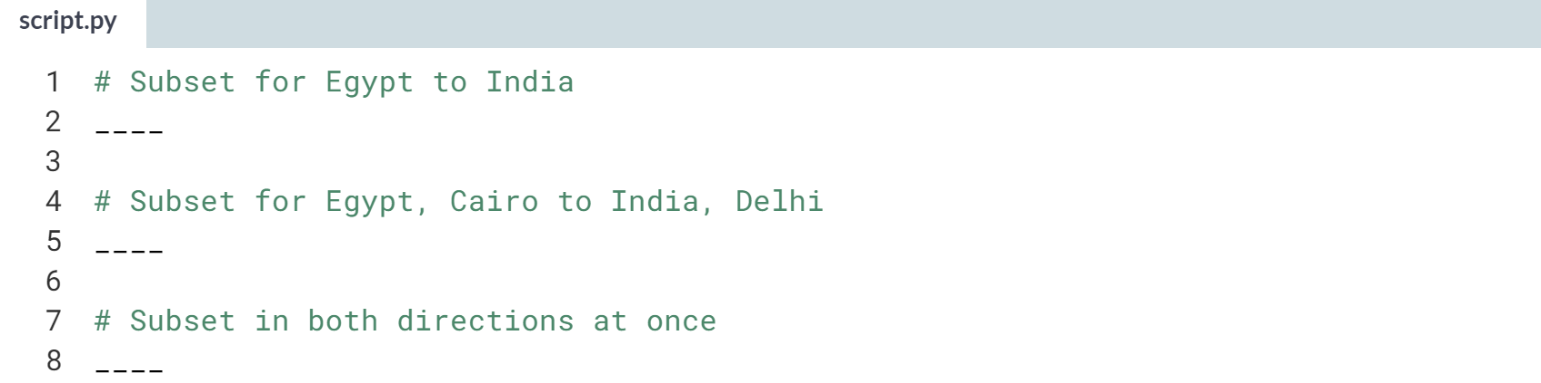 script.py
1 # Subset for Egypt to India
2 ____
3
4 # Subset for Egypt, Cairo to India, Delhi
5 ____
6
7 # Subset in both directions at once
8 ____